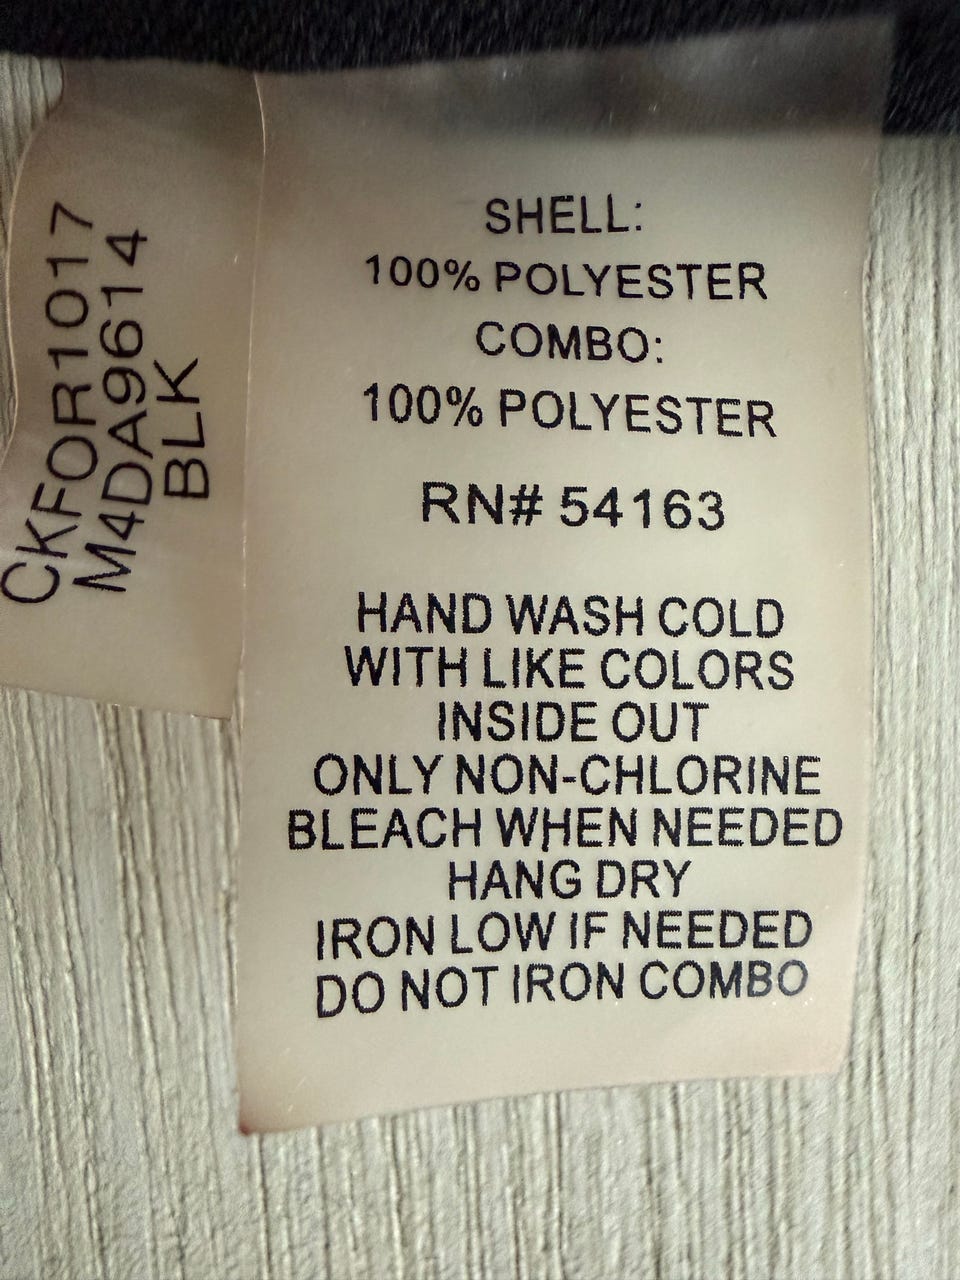 CKFOR1017
M4DA9614
BLK
SHELL:
100% POLYESTER
COMBO:
100% POLYESTER
RN# 54163
HAND WASH COLD
WITH LIKE COLORS
INSIDE OUT
ONLY NON-CHLORINE
BLEACH WHEN NEEDED
HANG DRY
IRON LOW IF NEEDED
DO NOT IRON COMBO